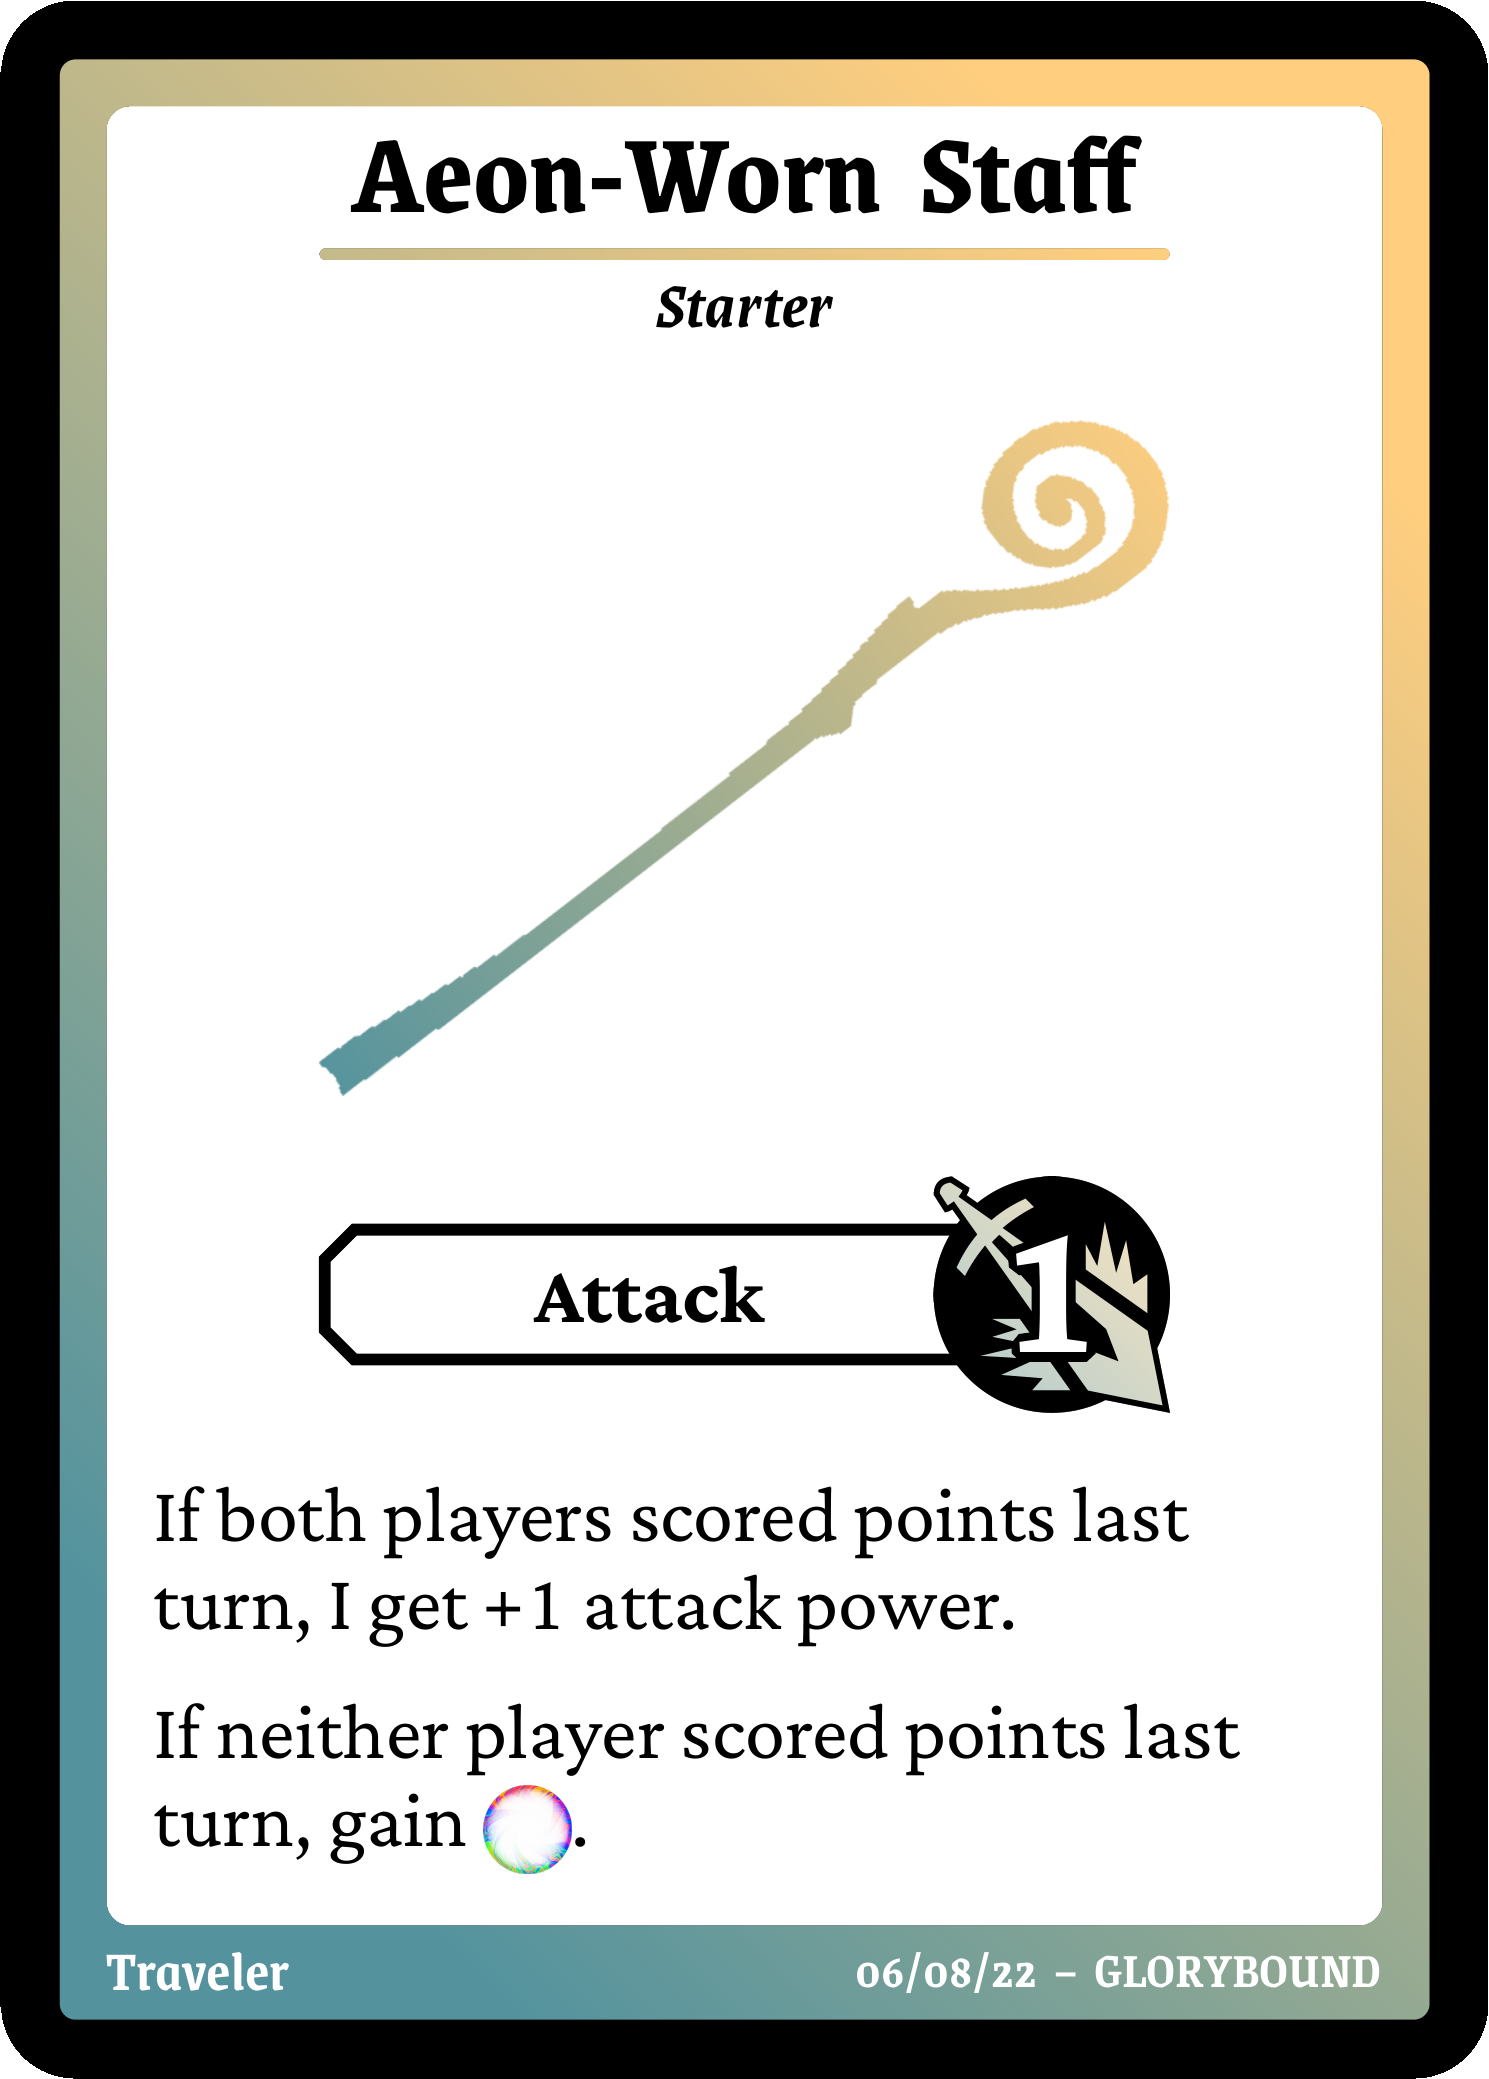 Aeon-Worn Staff
Starter
Attack
1
If both players scored points last
turn, I get +1 attack power.
If neither player scored points last
turn, gain .
Traveler
06/08/22 – GLORYBOUND